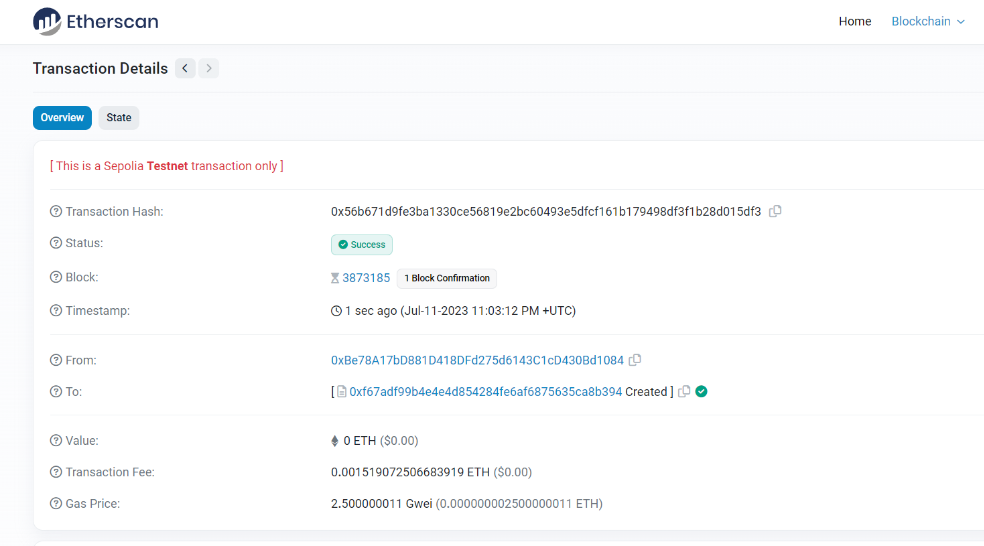 Etherscan
Home Blockchain
Transaction Details
Overview State
[ This is a Sepolia Testnet transaction only ]
Transaction Hash: 0x56b671d9fe3ba1330ce56819e2bc60493e5dfcf161b179498df3f1b28d015df3
Status: Success
Block: 3873185 1 Block Confirmation
Timestamp: 1 sec ago (Jul-11-2023 11:03:12 PM +UTC)
From: 0xBe78A17bD881D418DFd275d6143C1cD430Bd1084
To: [ 0xf67adf99b4e4e4d854284fe6af6875635ca8b394 Created ]
Value: 0 ETH ($0.00)
Transaction Fee: 0.001519072506683919 ETH ($0.00)
Gas Price: 2.500000011 Gwei (0.000000002500000011 ETH)